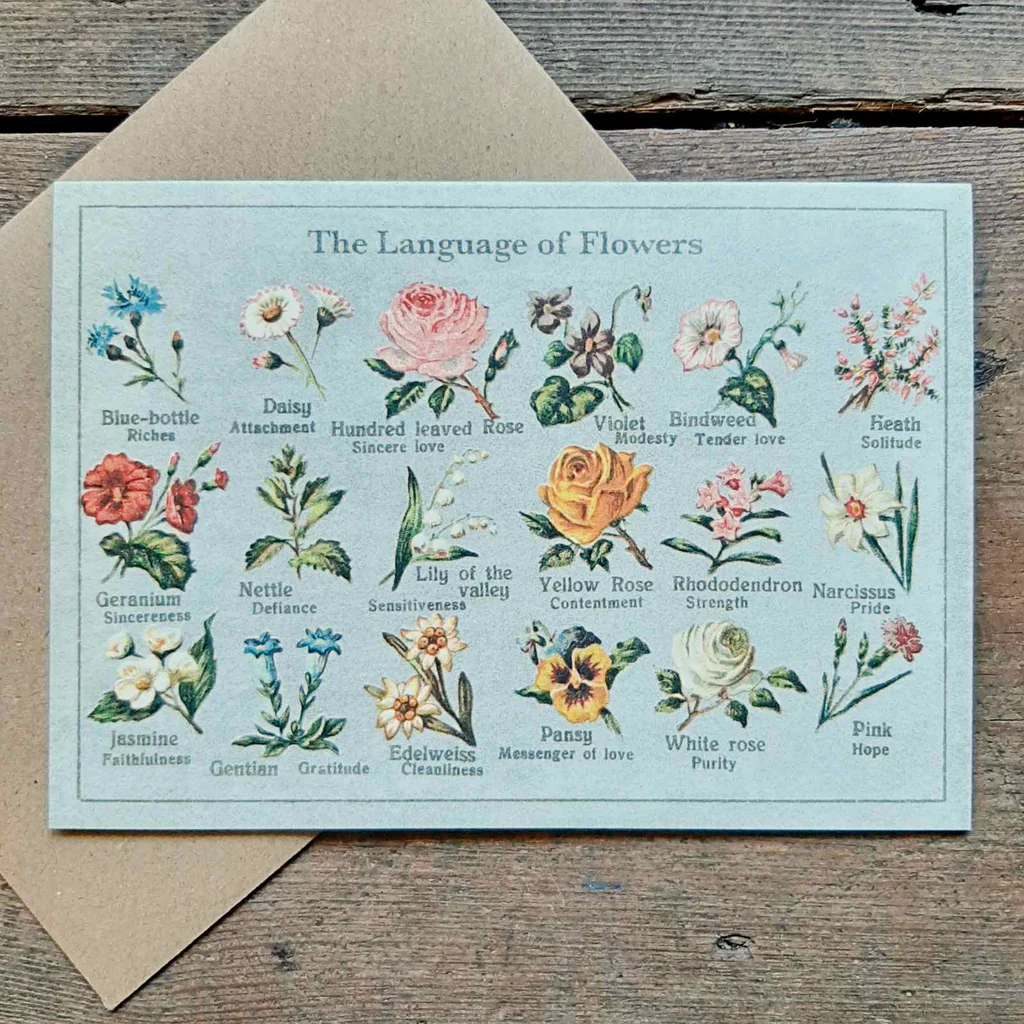 The Language of Flowers
Blue-bottle
Riches
Daisy
Attachment
Hundred leaved Rose
Sincere love
Violet
Modesty
Bindweed
Tender love
Heath
Solitude
Geranium
Sincereness
Nettle
Defiance
Lily of the
valley
Sensitiveness
Yellow Rose
Contentment
Rhododendron
Strength
Narcissus
Pride
Jasmine
Faithfulness
Gentian Gratitude
Edelweiss
Cleanliness
Pansy
Messenger of love
White rose
Purity
Pink
Hope